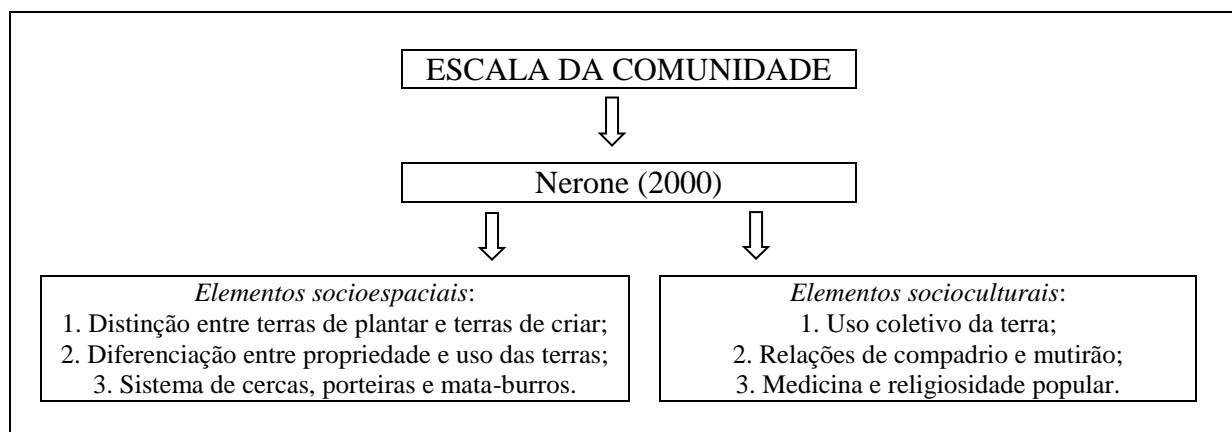 ESCALA DA COMUNIDADE
Nerone (2000)
Elementos socioespaciais:
1. Distinção entre terras de plantar e terras de criar;
2. Diferenciação entre propriedade e uso das terras;
3. Sistema de cercas, porteiras e mata-burros.
Elementos socioculturais:
1. Uso coletivo da terra;
2. Relações de compadrio e mutirão;
3. Medicina e religiosidade popular.